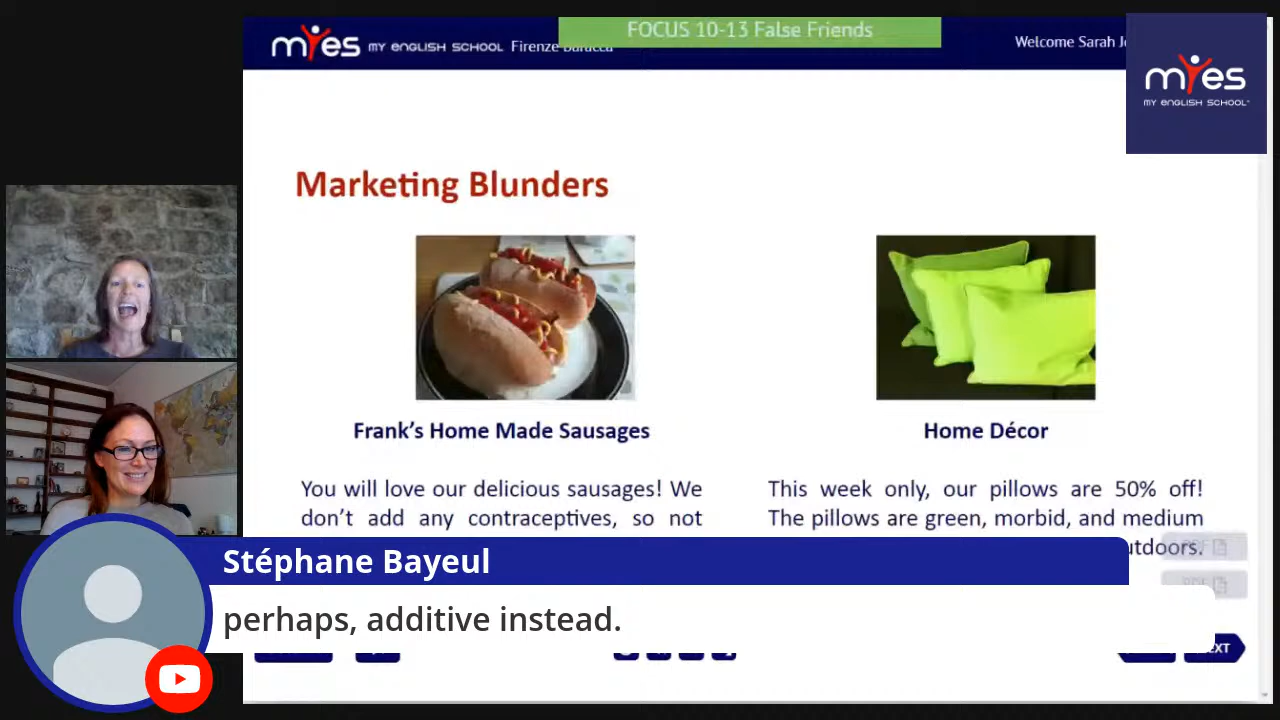 FOCUS 10-13 False Friends
myes MY ENGLISH SCHOOL Firenze
Welcome Sarah
myes
MY ENGLISH SCHOOL
Marketing Blunders
Frank's Home Made Sausages
Home Décor
You will love our delicious sausages! We
don't add any contraceptives, so not
This week only, our pillows are 50% off!
The pillows are green, morbid, and medium
utdoors.
Stéphane Bayeul
perhaps, additive instead.